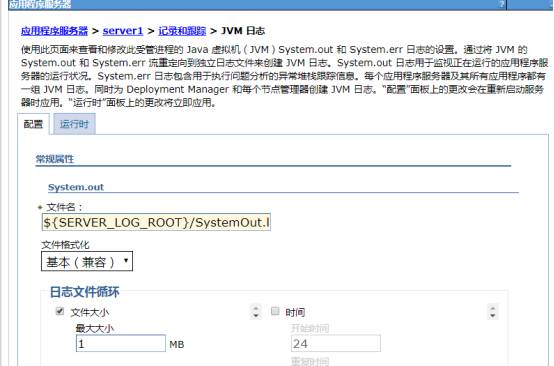 应用程序服务器 ?
应用程序服务器 > server1 > 记录和跟踪 > JVM 日志
使用此页面来查看和修改此受管进程的 Java 虚拟机（JVM）System.out 和 System.err 日志的设置。通过将 JVM 的
System.out 和 System.err 流重定向到独立日志文件来创建 JVM 日志。System.out 日志用于监视正在运行的应用程序服
务器的运行状况。System.err 日志包含用于执行问题分析的异常堆栈跟踪信息。每个应用程序服务器及其所有应用程序都有
一组 JVM 日志。同时为 Deployment Manager 和每个节点管理器创建 JVM 日志。“配置”面板上的更改会在重新启动服务
器时应用。“运行时”面板上的更改将立即应用。
配置 运行时
常规属性
System.out
* 文件名：
${SERVER_LOG_ROOT}/SystemOut.l
文件格式化
基本（兼容）
日志文件循环
文件大小 时间
最大大小 开始时间
1 MB 24
重复时间